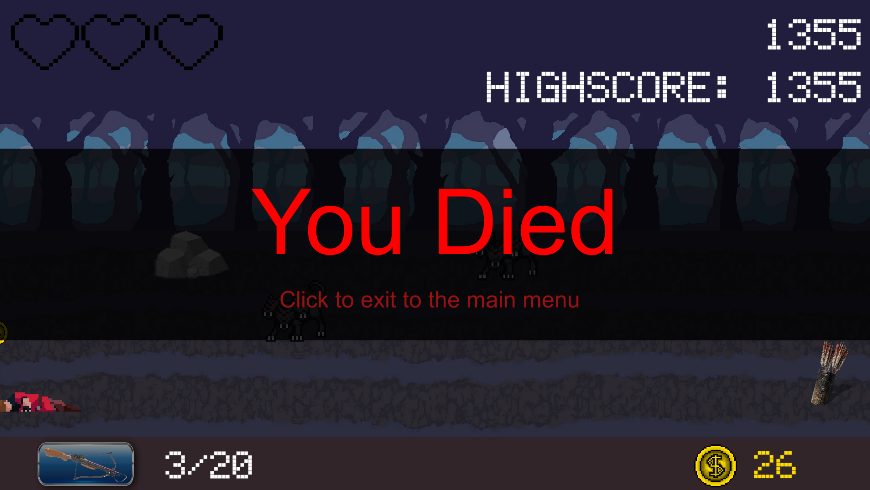 1355
HIGHSCORE: 1355
You Died
Click to exit to the main menu
3/20
26